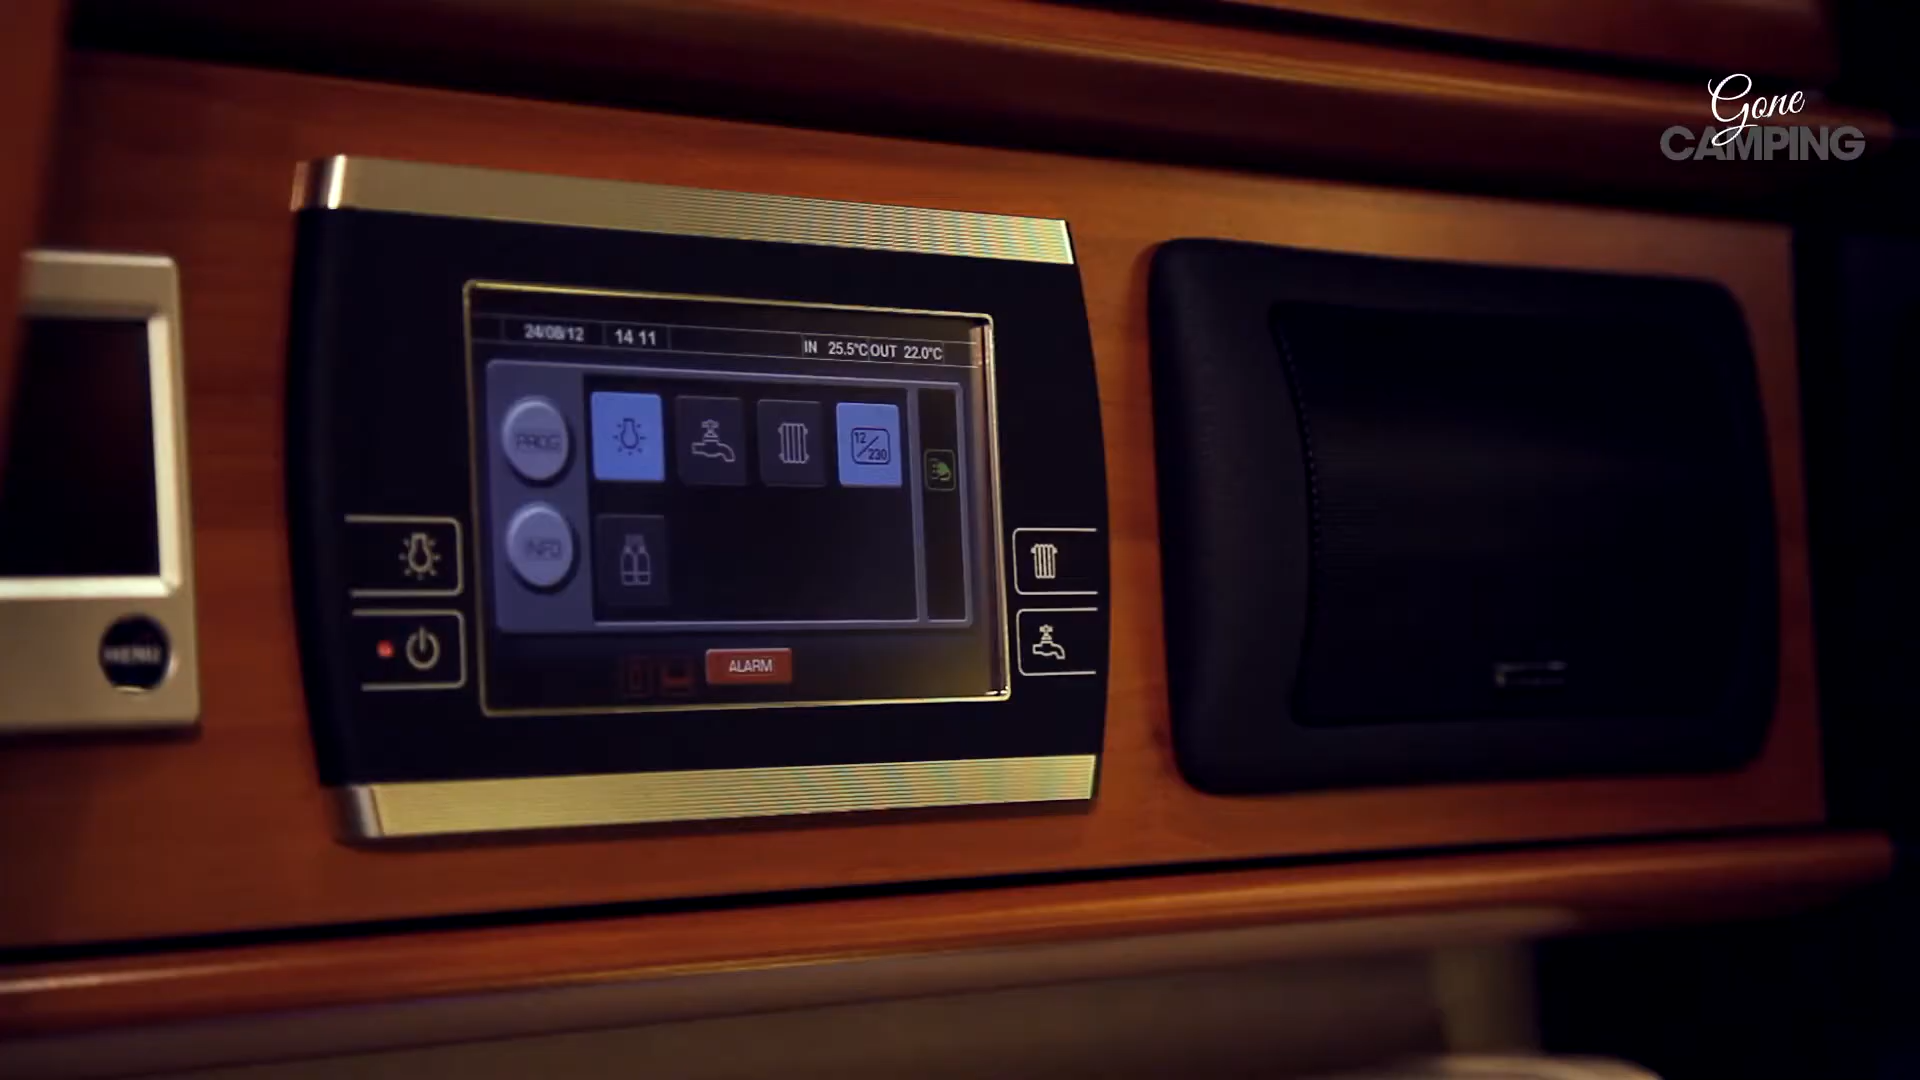 Gone
CAMPING
24/08/12 14 11 IN 25.5°C OUT 22.0°C
PROG
12/230
INFO
MENU
ALARM